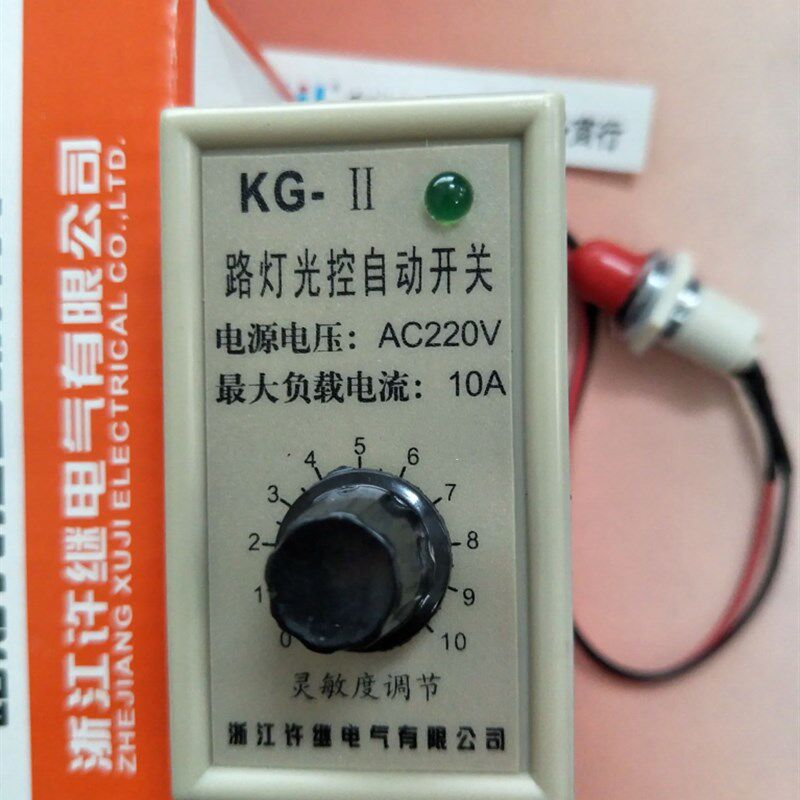 KG- II
路灯光控自动开关
电源电压：AC220V
最大负载电流：10A
0
1
2
3
4
5
6
7
8
9
10
灵敏度调节
浙江许继电气有限公司
浙江许继电气有限公司
ZHEJIANG XUJI ELECTRICAL CO.,LTD.